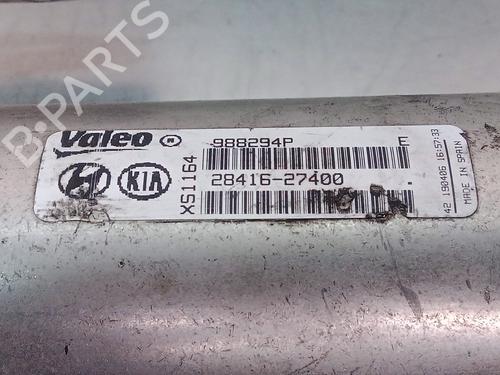 B-PARTS
Valeo ®
988294P E
KIA
XS1164
28416-27400 .
42 190406 16:57:33
MADE IN SPAIN